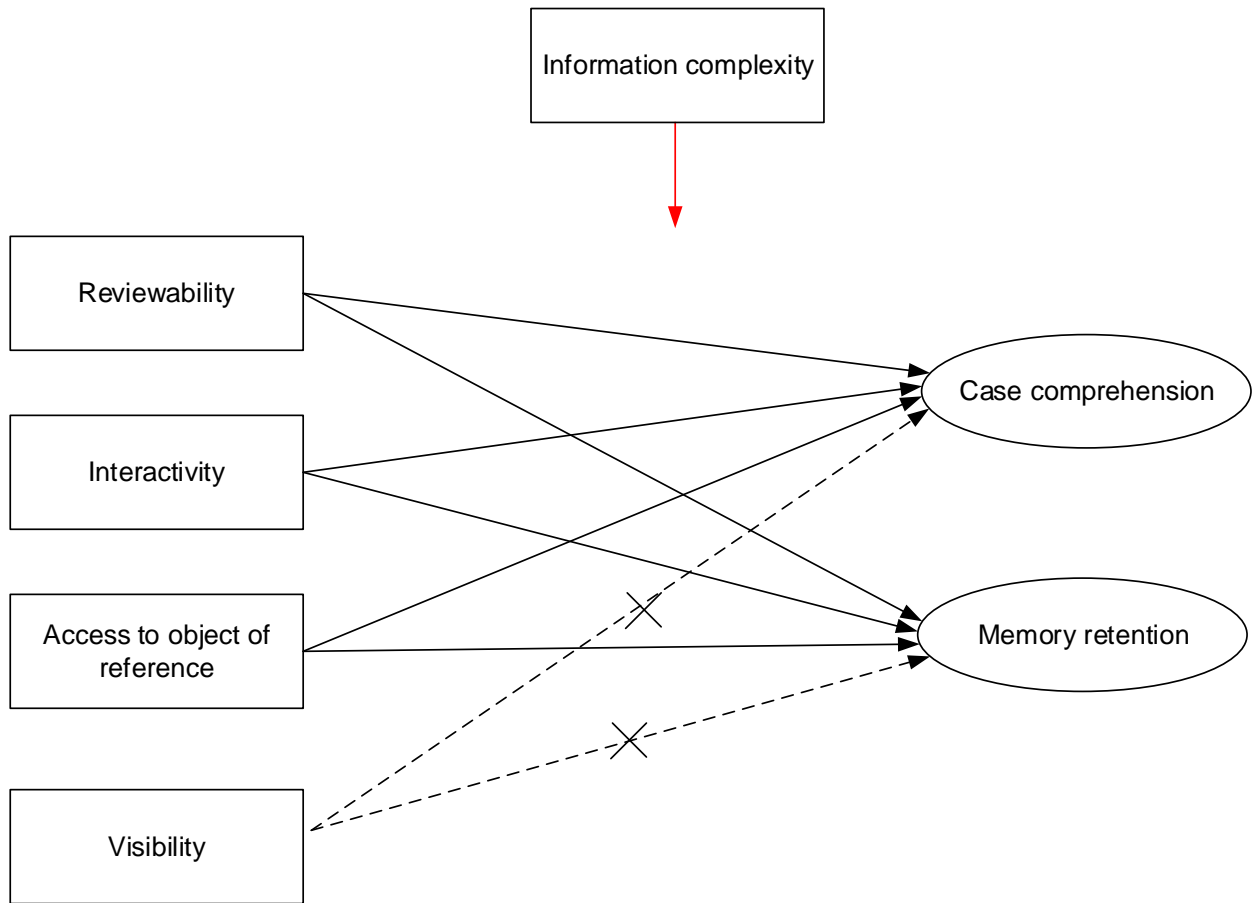 Information complexity
Reviewability
Case comprehension
Interactivity
Access to object of
reference
Memory retention
Visibility